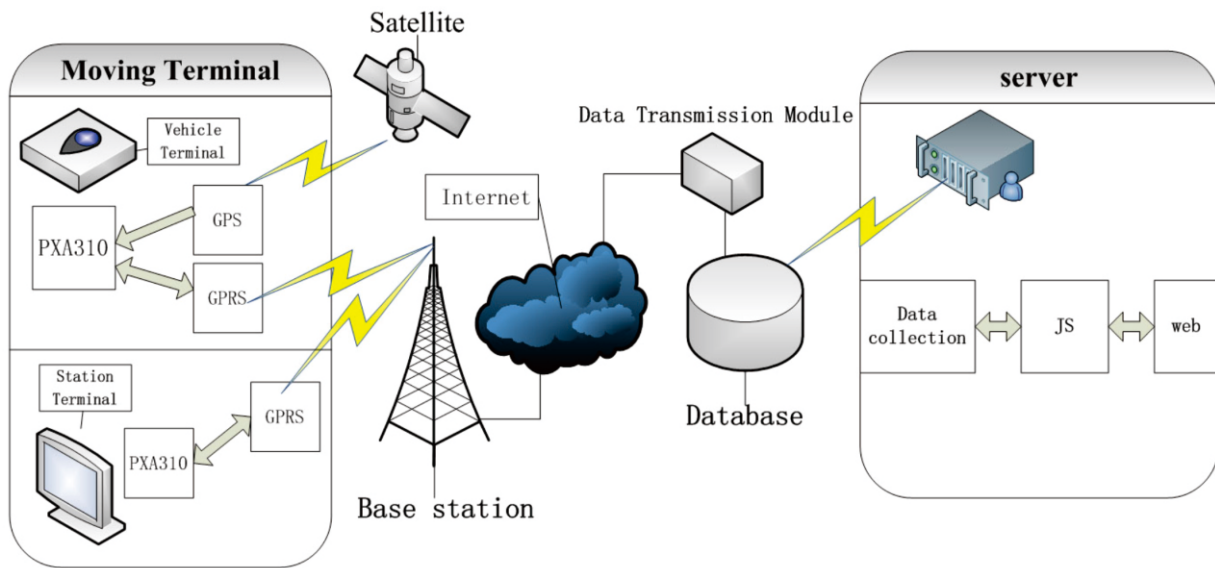 Satellite
Moving Terminal
Vehicle
Terminal
GPS
PXA310
GPRS
Station
Terminal
GPRS
PXA310
Base station
Internet
Data Transmission Module
Database
server
Data
collection
JS
web